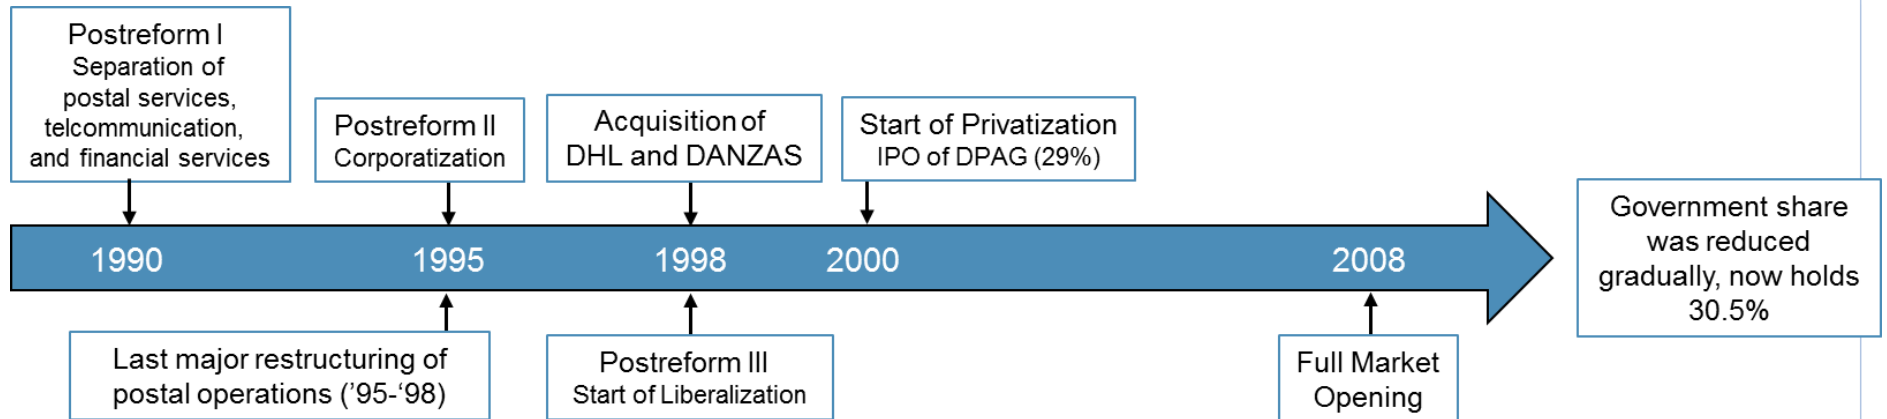 Postreform I
Separation of
postal services,
telcommunication,
and financial services
Postreform II
Corporatization
Acquisition of
DHL and DANZAS
Start of Privatization
IPO of DPAG (29%)
1990
1995
1998
2000
2008
Government share
was reduced
gradually, now holds
30.5%
Last major restructuring of
postal operations ('95-‘98)
Postreform III
Start of Liberalization
Full Market
Opening